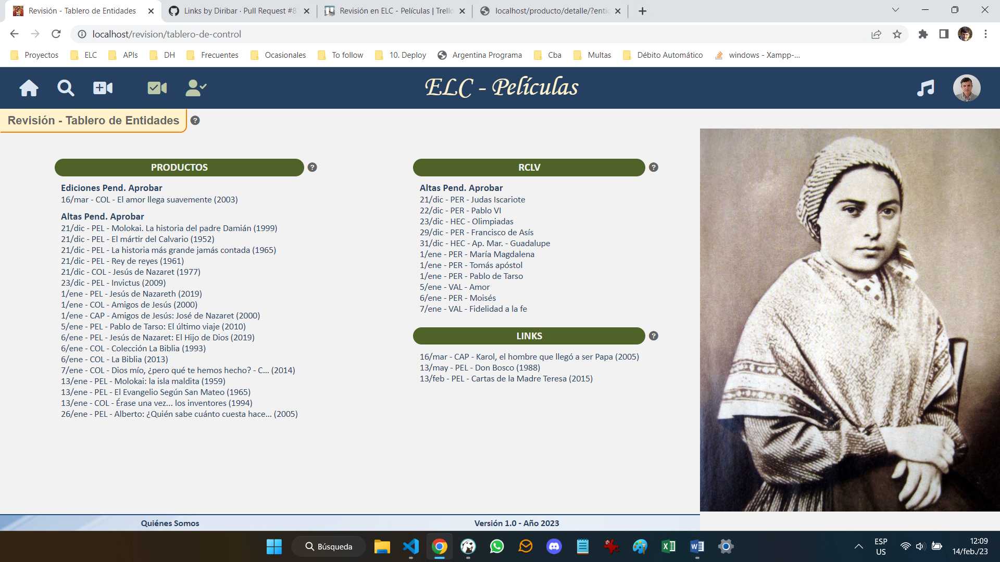 Revisión - Tablero de Entidades
Links by Diribar · Pull Request #8
Revisión en ELC - Películas | Trello
localhost/producto/detalle/?entid
localhost/revision/tablero-de-control
Proyectos
ELC
APIs
DH
Frecuentes
Ocasionales
To follow
10. Deploy
Argentina Programa
Cba
Multas
Débito Automático
windows - Xampp-...
ELC - Películas
Revisión - Tablero de Entidades
PRODUCTOS
Ediciones Pend. Aprobar
16/mar - COL - El amor llega suavemente (2003)
Altas Pend. Aprobar
21/dic - PEL - Molokai. La historia del padre Damián (1999)
21/dic - PEL - El mártir del Calvario (1952)
21/dic - PEL - La historia más grande jamás contada (1965)
21/dic - PEL - Rey de reyes (1961)
21/dic - COL - Jesús de Nazaret (1977)
23/dic - PEL - Invictus (2009)
1/ene - PEL - Jesús de Nazareth (2019)
1/ene - COL - Amigos de Jesús (2000)
1/ene - CAP - Amigos de Jesús: José de Nazaret (2000)
5/ene - PEL - Pablo de Tarso: El último viaje (2010)
6/ene - PEL - Jesús de Nazaret: El Hijo de Dios (2019)
6/ene - COL - Colección La Biblia (1993)
6/ene - COL - La Biblia (2013)
7/ene - COL - Dios mío, ¿pero qué te hemos hecho? - C... (2014)
13/ene - PEL - Molokai: la isla maldita (1959)
13/ene - PEL - El Evangelio Según San Mateo (1965)
13/ene - COL - Érase una vez... los inventores (1994)
26/ene - PEL - Alberto: ¿Quién sabe cuánto cuesta hace... (2005)
RCLV
Altas Pend. Aprobar
21/dic - PER - Judas Iscariote
22/dic - PER - Pablo VI
23/dic - HEC - Olimpiadas
29/dic - PER - Francisco de Asís
31/dic - HEC - Ap. Mar. - Guadalupe
1/ene - PER - María Magdalena
1/ene - PER - Tomás apóstol
1/ene - PER - Pablo de Tarso
5/ene - VAL - Amor
6/ene - PER - Moisés
7/ene - VAL - Fidelidad a la fe
LINKS
16/mar - CAP - Karol, el hombre que llegó a ser Papa (2005)
13/may - PEL - Don Bosco (1988)
13/feb - PEL - Cartas de la Madre Teresa (2015)
Quiénes Somos
Versión 1.0 - Año 2023
Búsqueda
ESP
US
12:09
14/feb./23